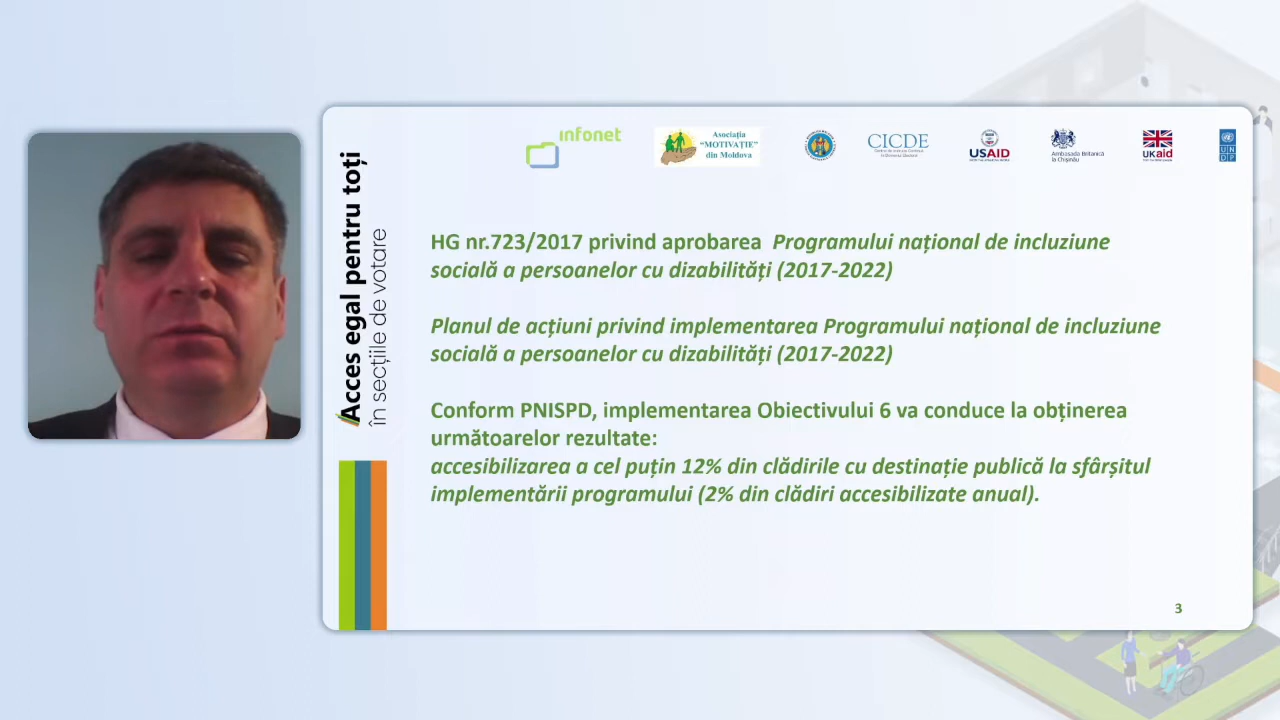 infonet
Asociația
"MOTIVAȚIE"
din Moldova
CICDE
USAID
Ambasada Britanică
la Chișinău
UKaid
U N
D P
Acces egal pentru toți
în secțiile de votare
HG nr.723/2017 privind aprobarea Programului național de incluziune
socială a persoanelor cu dizabilități (2017-2022)
Planul de acțiuni privind implementarea Programului național de incluziune
socială a persoanelor cu dizabilități (2017-2022)
Conform PNISPD, implementarea Obiectivului 6 va conduce la obținerea
următoarelor rezultate:
accesibilizarea a cel puțin 12% din clădirile cu destinație publică la sfârșitul
implementării programului (2% din clădiri accesibilizate anual).
3